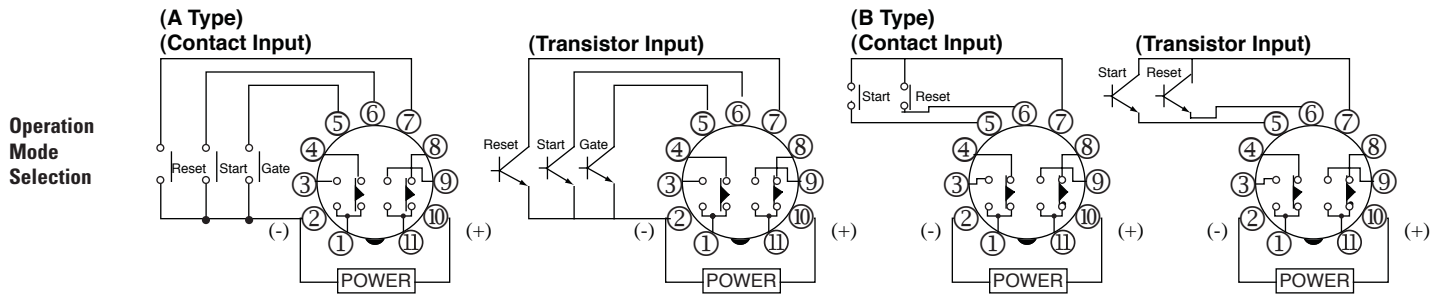 (A Type)
(Contact Input)
(Transistor Input)
(B Type)
(Contact Input)
(Transistor Input)
Operation
Mode
Selection
Reset
Start
Gate
⑤
⑥
⑦
④
⑧
③
⑨
②
⑩
①
⑪
(-)
(+)
POWER
Reset
Start
Gate
⑤
⑥
⑦
④
⑧
③
⑨
②
⑩
①
⑪
(-)
(+)
POWER
Start
Reset
⑤
⑥
⑦
④
⑧
③
⑨
②
⑩
①
⑪
(-)
(+)
POWER
Start
Reset
⑤
⑥
⑦
④
⑧
③
⑨
②
⑩
①
⑪
(-)
(+)
POWER